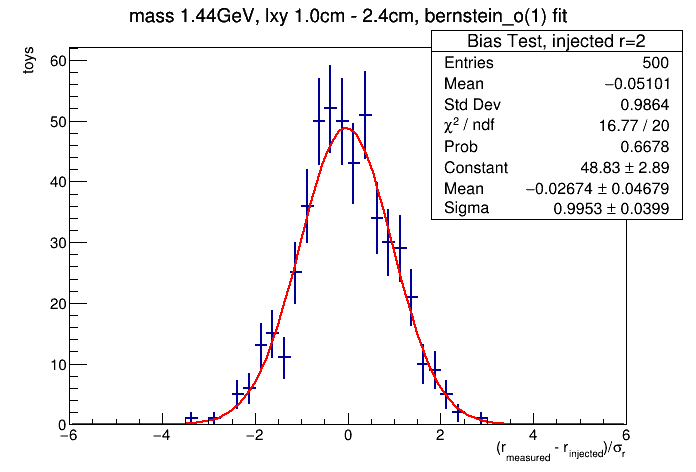 mass 1.44GeV, lxy 1.0cm - 2.4cm, bernstein_o(1) fit
toys
Bias Test, injected r=2
Entries 500
Mean −0.05101
Std Dev 0.9864
χ² / ndf 16.77 / 20
Prob 0.6678
Constant 48.83 ± 2.89
Mean −0.02674 ± 0.04679
Sigma 0.9953 ± 0.0399
60
50
40
30
20
10
0
−6 −4 −2 0 2 4 6
(r_measured - r_injected)/σ_r